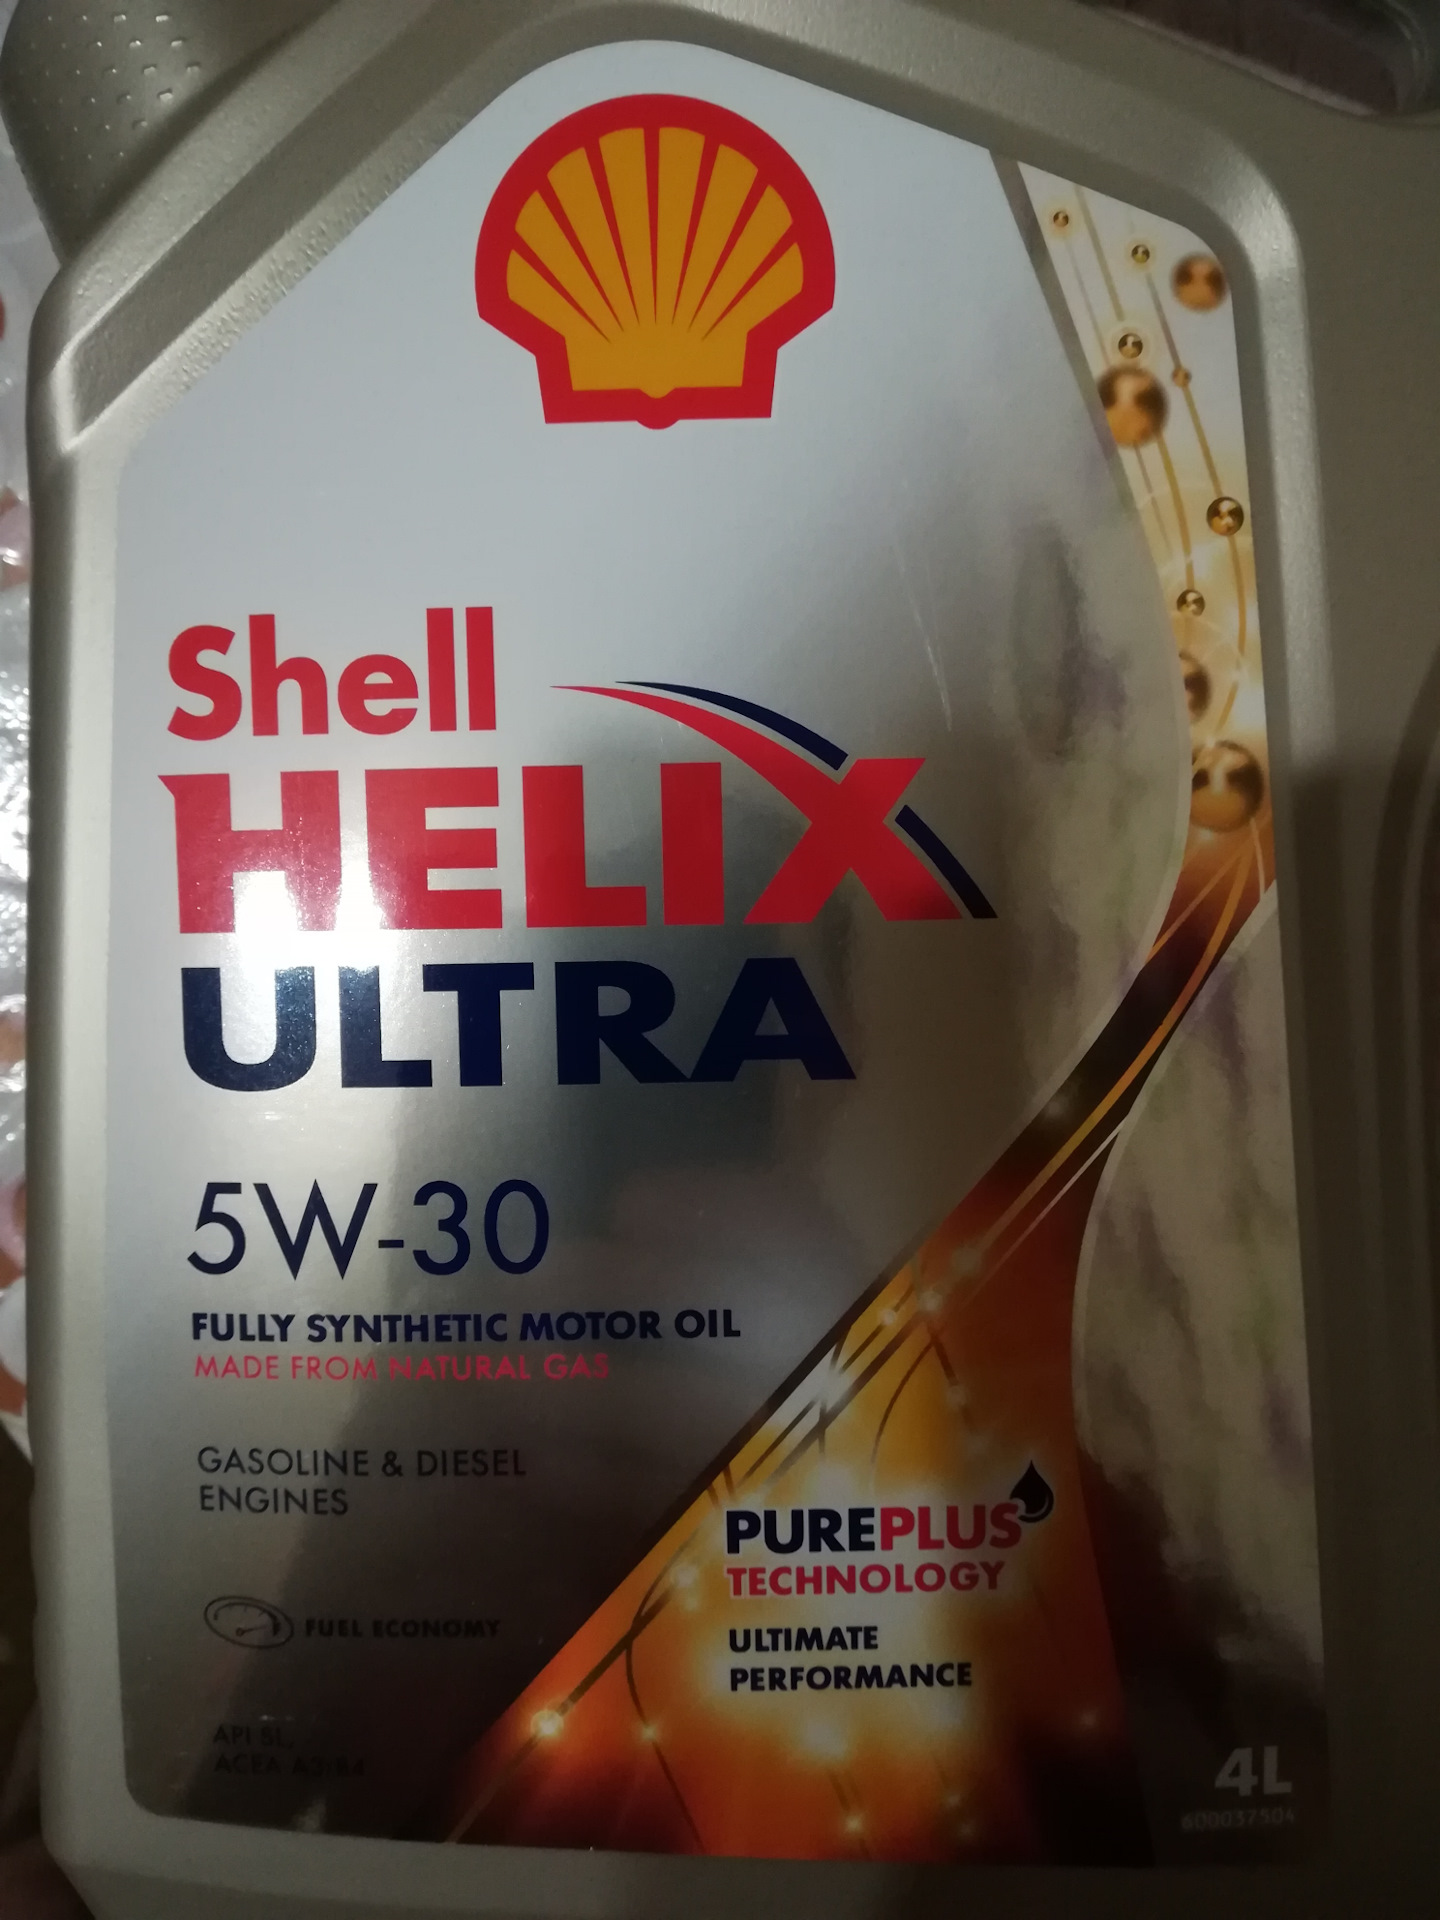 Shell
HELIX
ULTRA
5W-30
FULLY SYNTHETIC MOTOR OIL
MADE FROM NATURAL GAS
GASOLINE & DIESEL
ENGINES
FUEL ECONOMY
PUREPLUS
TECHNOLOGY
ULTIMATE
PERFORMANCE
API SL,
ACEA A3/B4
4L
600037504